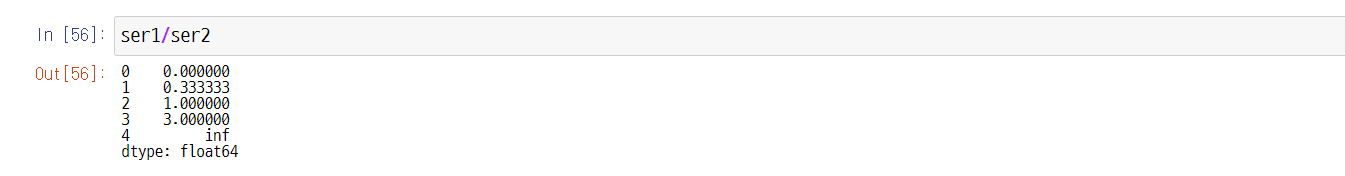 In [56]: ser1/ser2
Out[56]: 0 0.000000
1 0.333333
2 1.000000
3 3.000000
4 inf
dtype: float64